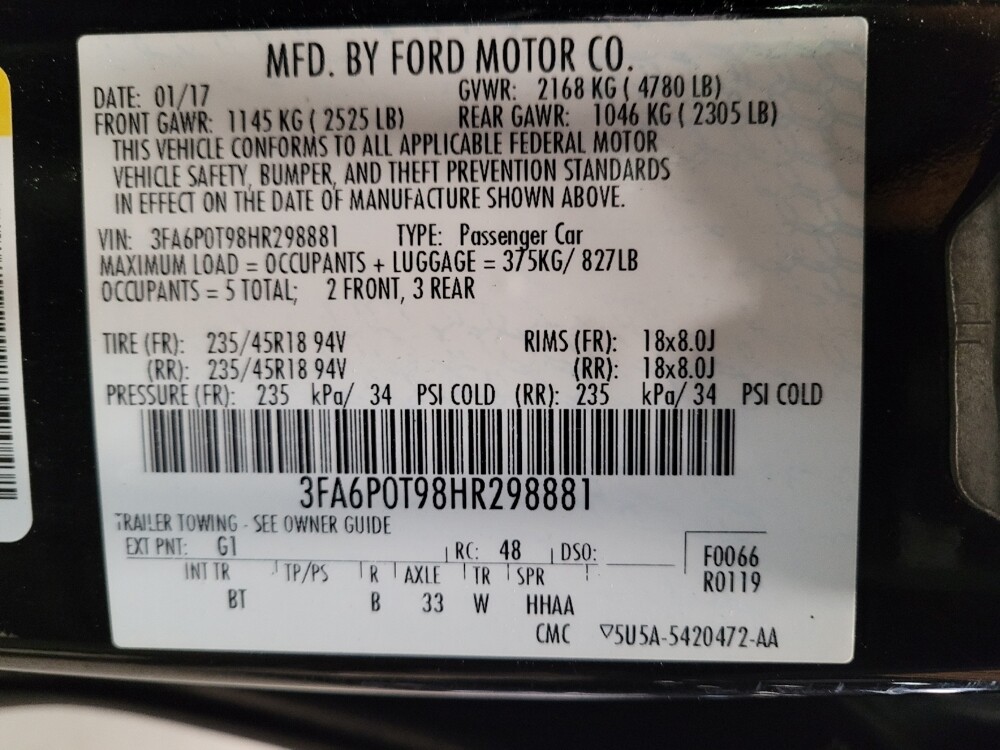 MFD. BY FORD MOTOR CO.
DATE: 01/17 GVWR: 2168 KG ( 4780 LB)
FRONT GAWR: 1145 KG ( 2525 LB) REAR GAWR: 1046 KG ( 2305 LB)
THIS VEHICLE CONFORMS TO ALL APPLICABLE FEDERAL MOTOR
VEHICLE SAFETY, BUMPER, AND THEFT PREVENTION STANDARDS
IN EFFECT ON THE DATE OF MANUFACTURE SHOWN ABOVE.
VIN: 3FA6P0T98HR298881 TYPE: Passenger Car
MAXIMUM LOAD = OCCUPANTS + LUGGAGE = 375KG/ 827LB
OCCUPANTS = 5 TOTAL; 2 FRONT, 3 REAR
TIRE (FR): 235/45R18 94V RIMS (FR): 18x8.0J
(RR): 235/45R18 94V (RR): 18x8.0J
PRESSURE (FR): 235 kPa/ 34 PSI COLD (RR): 235 kPa/ 34 PSI COLD
3FA6P0T98HR298881
TRAILER TOWING - SEE OWNER GUIDE
EXT PNT: G1 RC: 48 DSO: F0066
INT TR TP/PS R AXLE TR SPR R0119
BT B 33 W HHAA
CMC ▽5U5A-5420472-AA